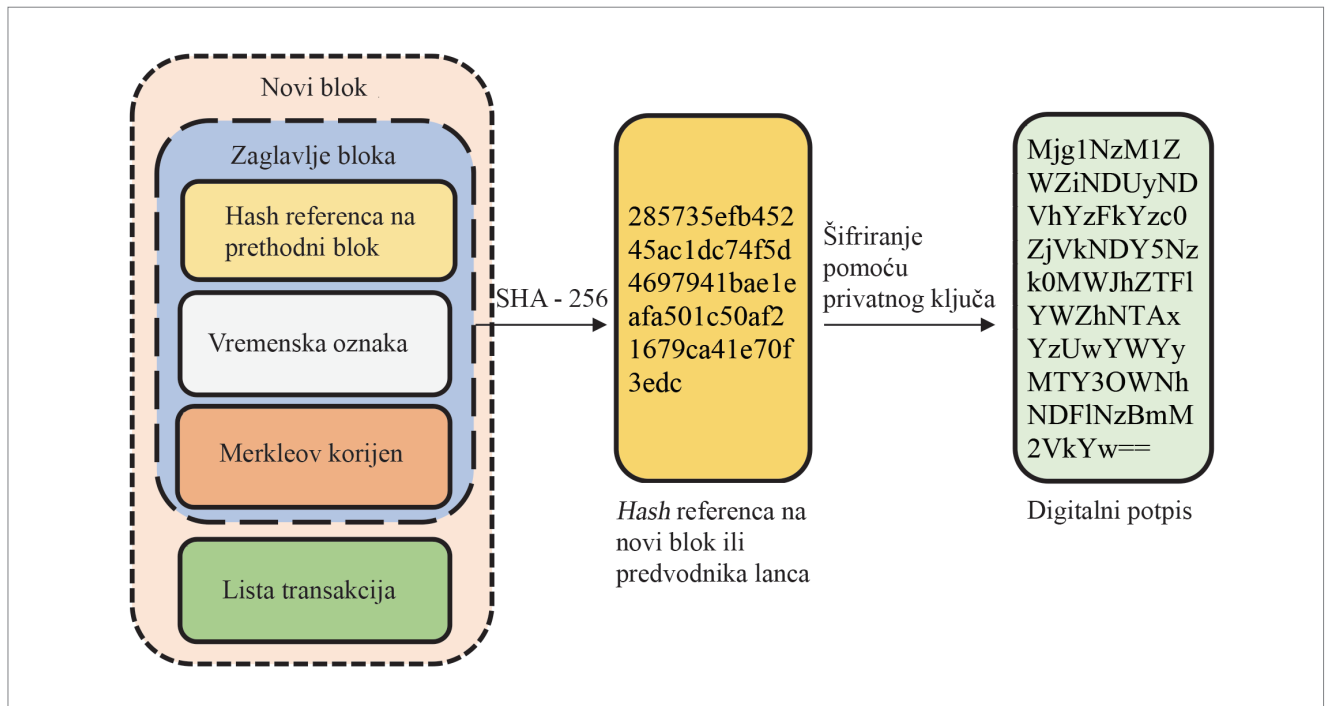 Novi blok
Zaglavlje bloka
Hash referenca na
prethodni blok
Vremenska oznaka
Merkleov korijen
Lista transakcija
SHA - 256
285735efb452
45ac1dc74f5d
4697941bae1e
afa501c50af2
1679ca41e70f
3edc
Hash referenca na
novi blok ili
predvodnika lanca
Šifriranje
pomoću
privatnog ključa
Mjg1NzM1Z
WZiNDUyND
VhYzFkYzc0
ZjVkNDY5Nz
k0MWJhZTFl
YWZhNTAx
YzUwYWYy
MTY3OWNh
NDFlNzBmM
2VkYw==
Digitalni potpis